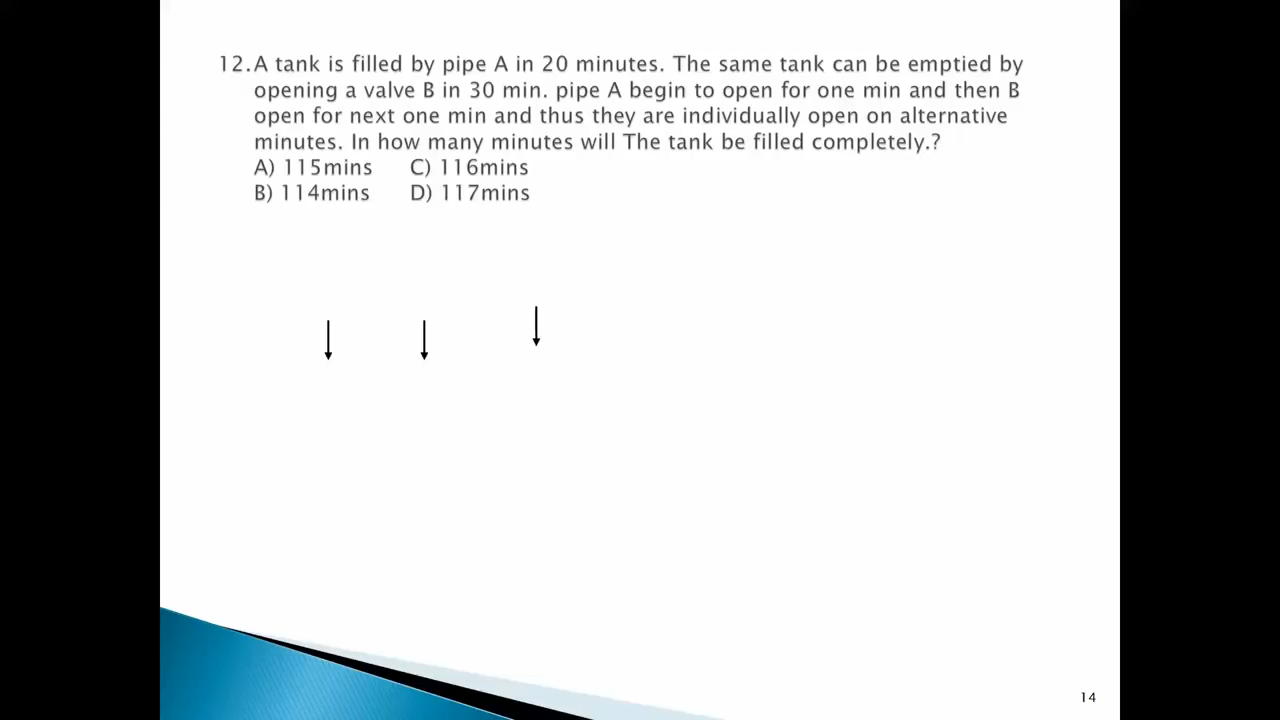 12. A tank is filled by pipe A in 20 minutes. The same tank can be emptied by
opening a valve B in 30 min. pipe A begin to open for one min and then B
open for next one min and thus they are individually open on alternative
minutes. In how many minutes will The tank be filled completely.?
A) 115mins C) 116mins
B) 114mins D) 117mins
14